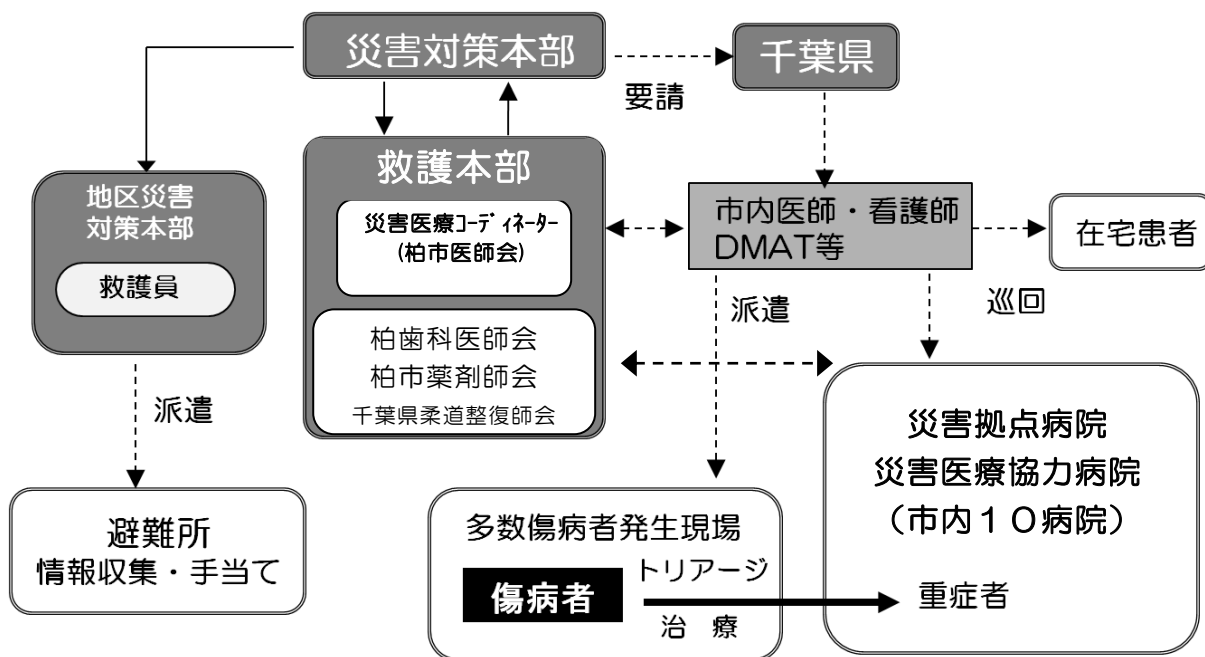 災害対策本部
千葉県
要請
救護本部
地区災害
対策本部
救護員
災害医療ｺｰﾃﾞｨﾈｰﾀｰ
(柏市医師会)
市内医師・看護師
DMAT等
在宅患者
派遣
巡回
柏歯科医師会
柏市薬剤師会
千葉県柔道整復師会
派遣
災害拠点病院
災害医療協力病院
（市内１０病院）
避難所
情報収集・手当て
多数傷病者発生現場
トリアージ
傷病者
重症者
治　療